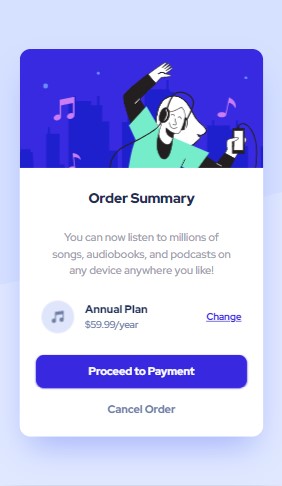 Order Summary
You can now listen to millions of
songs, audiobooks, and podcasts on
any device anywhere you like!
Annual Plan
$59.99/year
Change
Proceed to Payment
Cancel Order